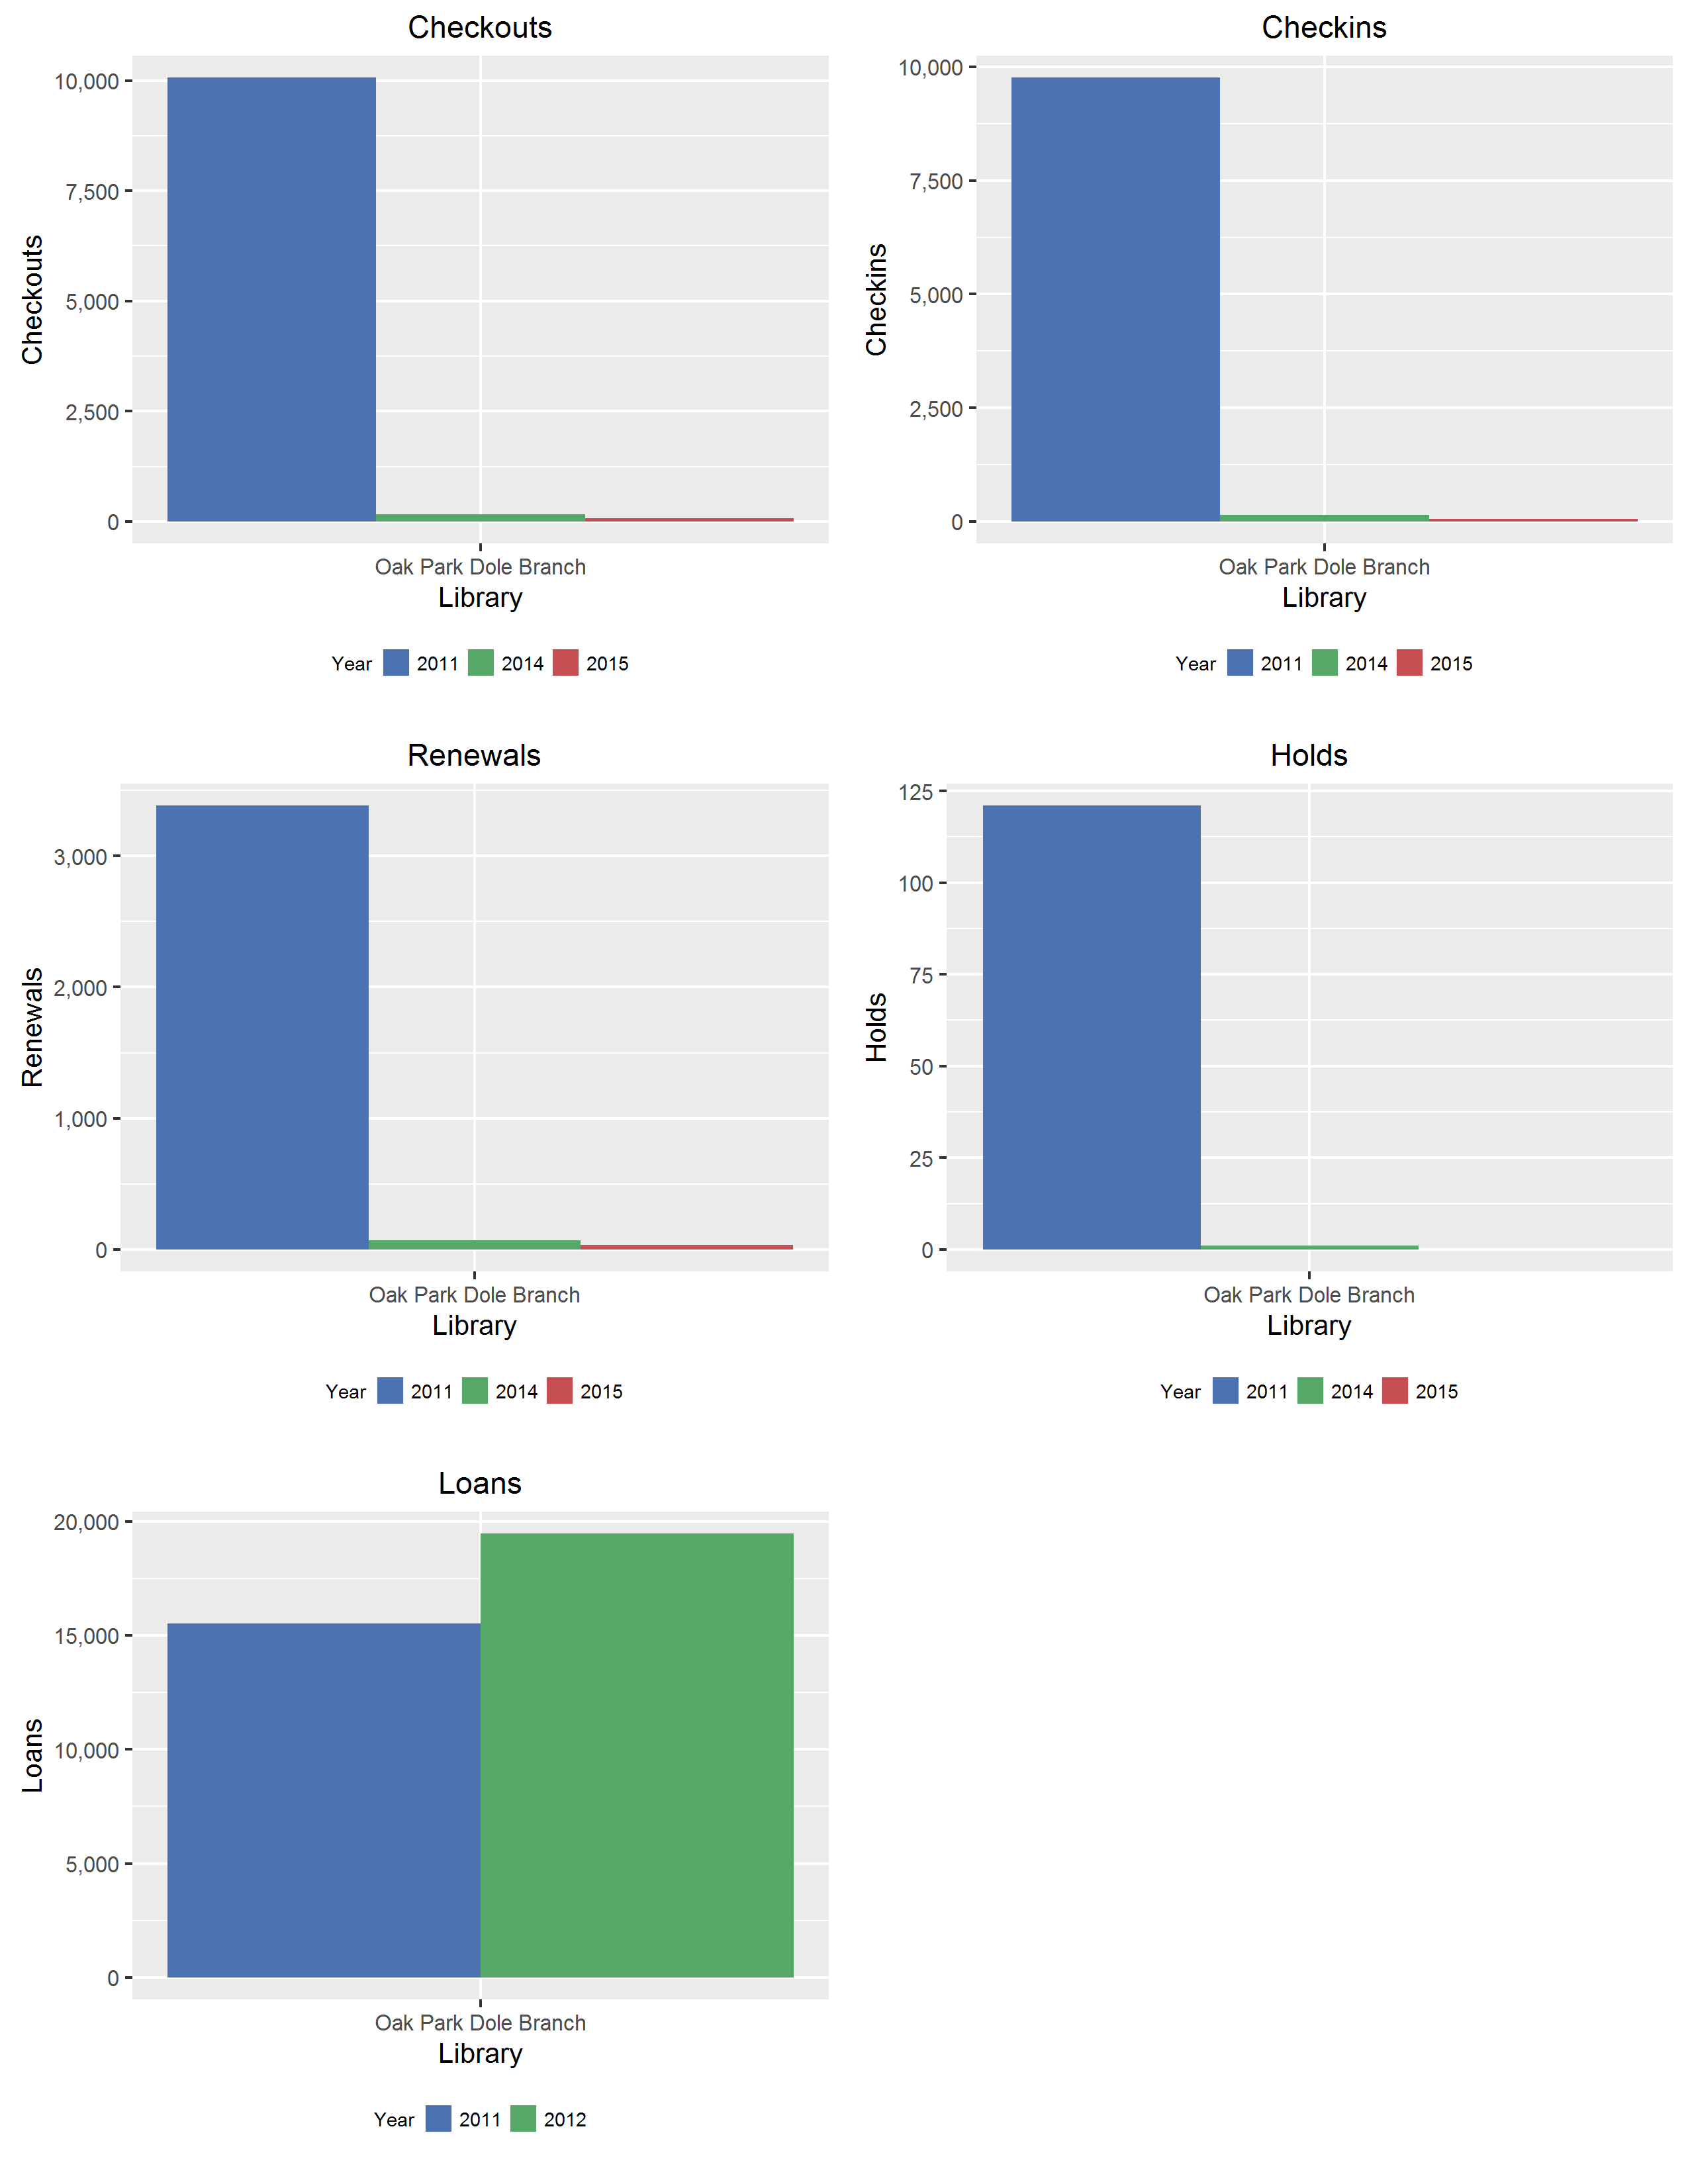 Checkouts
10,000
7,500
5,000
2,500
0
Checkouts
Oak Park Dole Branch
Library
Year 2011 2014 2015
Checkins
10,000
7,500
5,000
2,500
0
Checkins
Oak Park Dole Branch
Library
Year 2011 2014 2015
Renewals
3,000
2,000
1,000
0
Renewals
Oak Park Dole Branch
Library
Year 2011 2014 2015
Holds
125
100
75
50
25
0
Holds
Oak Park Dole Branch
Library
Year 2011 2014 2015
Loans
20,000
15,000
10,000
5,000
0
Loans
Oak Park Dole Branch
Library
Year 2011 2012